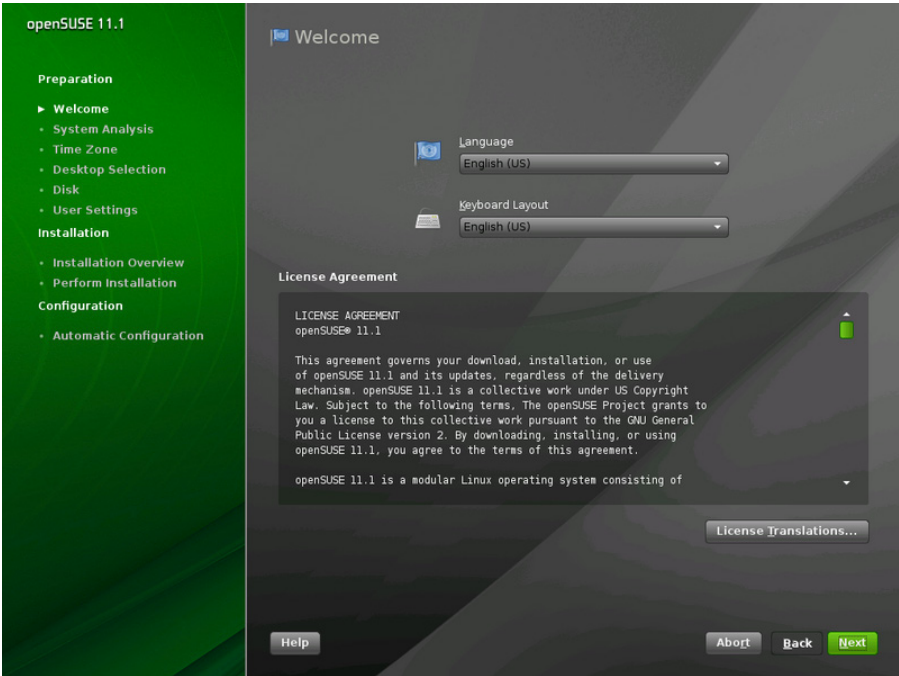 openSUSE 11.1
Preparation
Welcome
System Analysis
Time Zone
Desktop Selection
Disk
User Settings
Installation
Installation Overview
Perform Installation
Configuration
Automatic Configuration
Welcome
Language
English (US)
Keyboard Layout
English (US)
License Agreement
LICENSE AGREEMENT
openSUSE® 11.1
This agreement governs your download, installation, or use
of openSUSE 11.1 and its updates, regardless of the delivery
mechanism. openSUSE 11.1 is a collective work under US Copyright
Law. Subject to the following terms, The openSUSE Project grants to
you a license to this collective work pursuant to the GNU General
Public License version 2. By downloading, installing, or using
openSUSE 11.1, you agree to the terms of this agreement.
openSUSE 11.1 is a modular Linux operating system consisting of
License Translations...
Help
Abort
Back
Next